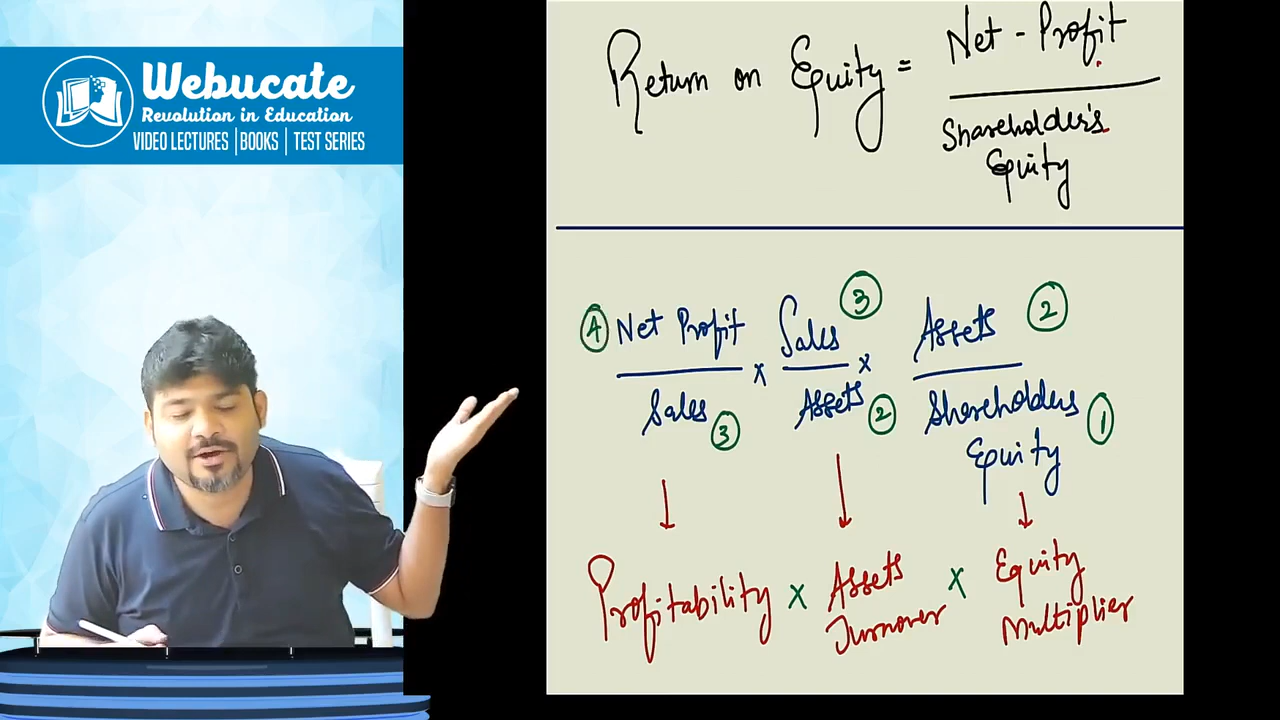 Webucate
Revolution in Education
VIDEO LECTURES | BOOKS | TEST SERIES
Return on Equity = Net - Profit
Shareholder's
Equity
4 Net Profit × Sales 3 × Assets 2
Sales 3 Assets 2 Shareholders 1
Equity
Profitability × Assets × Equity
Turnover Multiplier